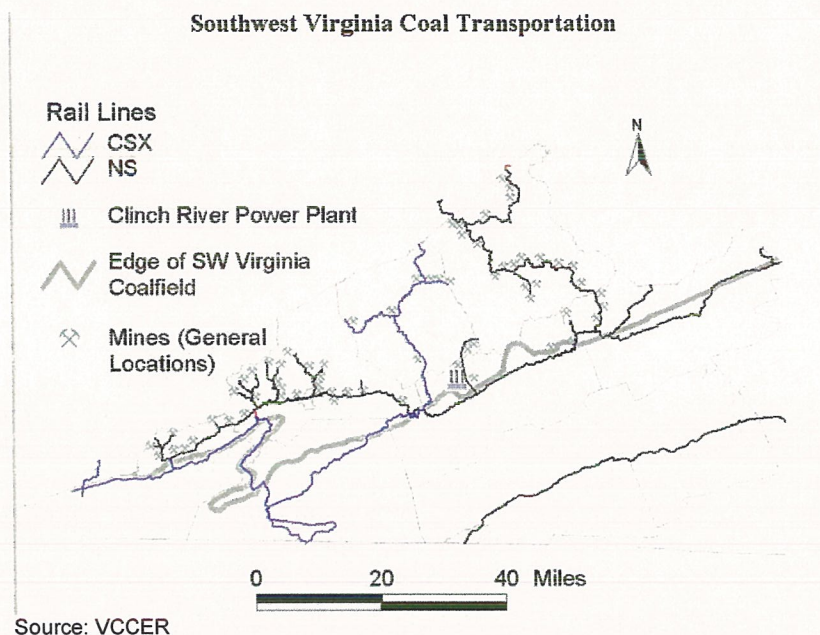 Southwest Virginia Coal Transportation
Rail Lines
CSX
NS
Clinch River Power Plant
Edge of SW Virginia
Coalfield
Mines (General
Locations)
N
0 20 40 Miles
Source: VCCER